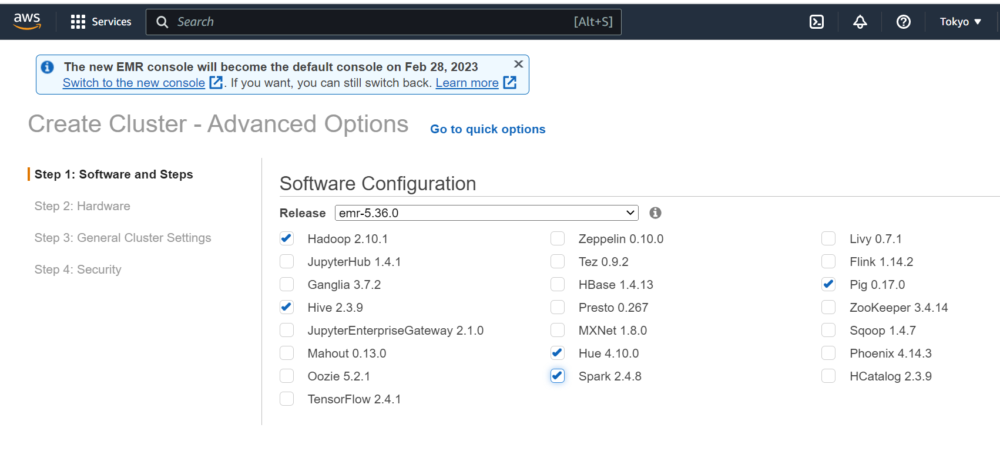 aws
Services
Search
[Alt+S]
Tokyo
The new EMR console will become the default console on Feb 28, 2023
Switch to the new console . If you want, you can still switch back. Learn more
Create Cluster - Advanced Options
Go to quick options
Step 1: Software and Steps
Step 2: Hardware
Step 3: General Cluster Settings
Step 4: Security
Software Configuration
Release emr-5.36.0
Hadoop 2.10.1
Zeppelin 0.10.0
Livy 0.7.1
JupyterHub 1.4.1
Tez 0.9.2
Flink 1.14.2
Ganglia 3.7.2
HBase 1.4.13
Pig 0.17.0
Hive 2.3.9
Presto 0.267
ZooKeeper 3.4.14
JupyterEnterpriseGateway 2.1.0
MXNet 1.8.0
Sqoop 1.4.7
Mahout 0.13.0
Hue 4.10.0
Phoenix 4.14.3
Oozie 5.2.1
Spark 2.4.8
HCatalog 2.3.9
TensorFlow 2.4.1